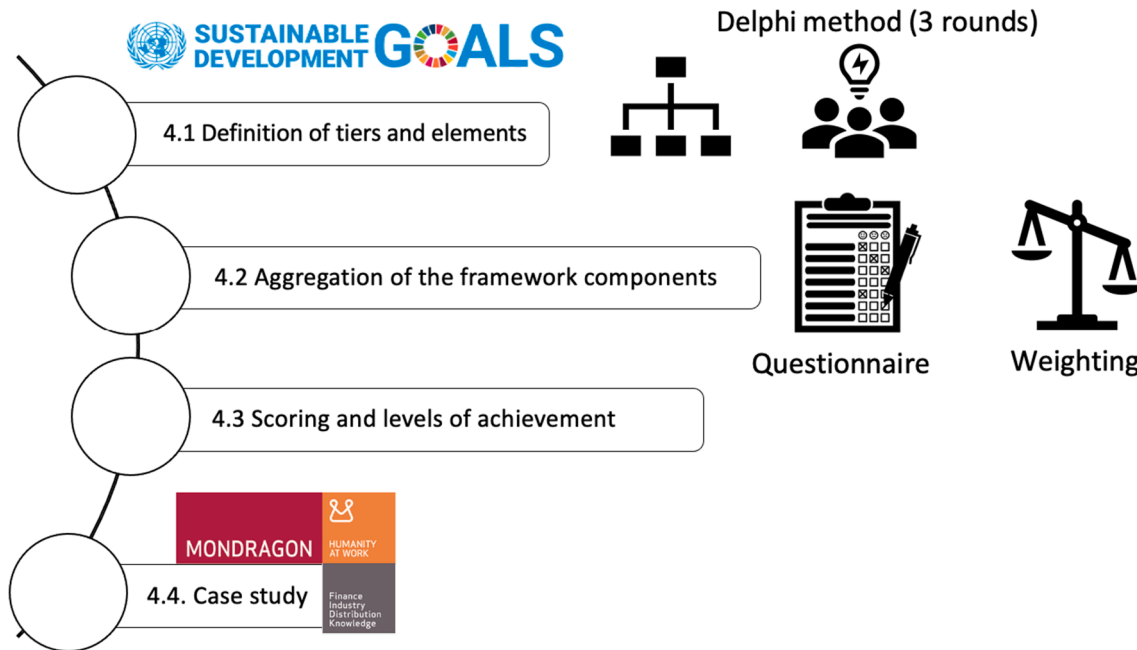 SUSTAINABLE
DEVELOPMENT
GOALS
Delphi method (3 rounds)
4.1 Definition of tiers and elements
4.2 Aggregation of the framework components
Questionnaire
Weighting
4.3 Scoring and levels of achievement
MONDRAGON
HUMANITY
AT WORK
4.4. Case study
Finance
Industry
Distribution
Knowledge